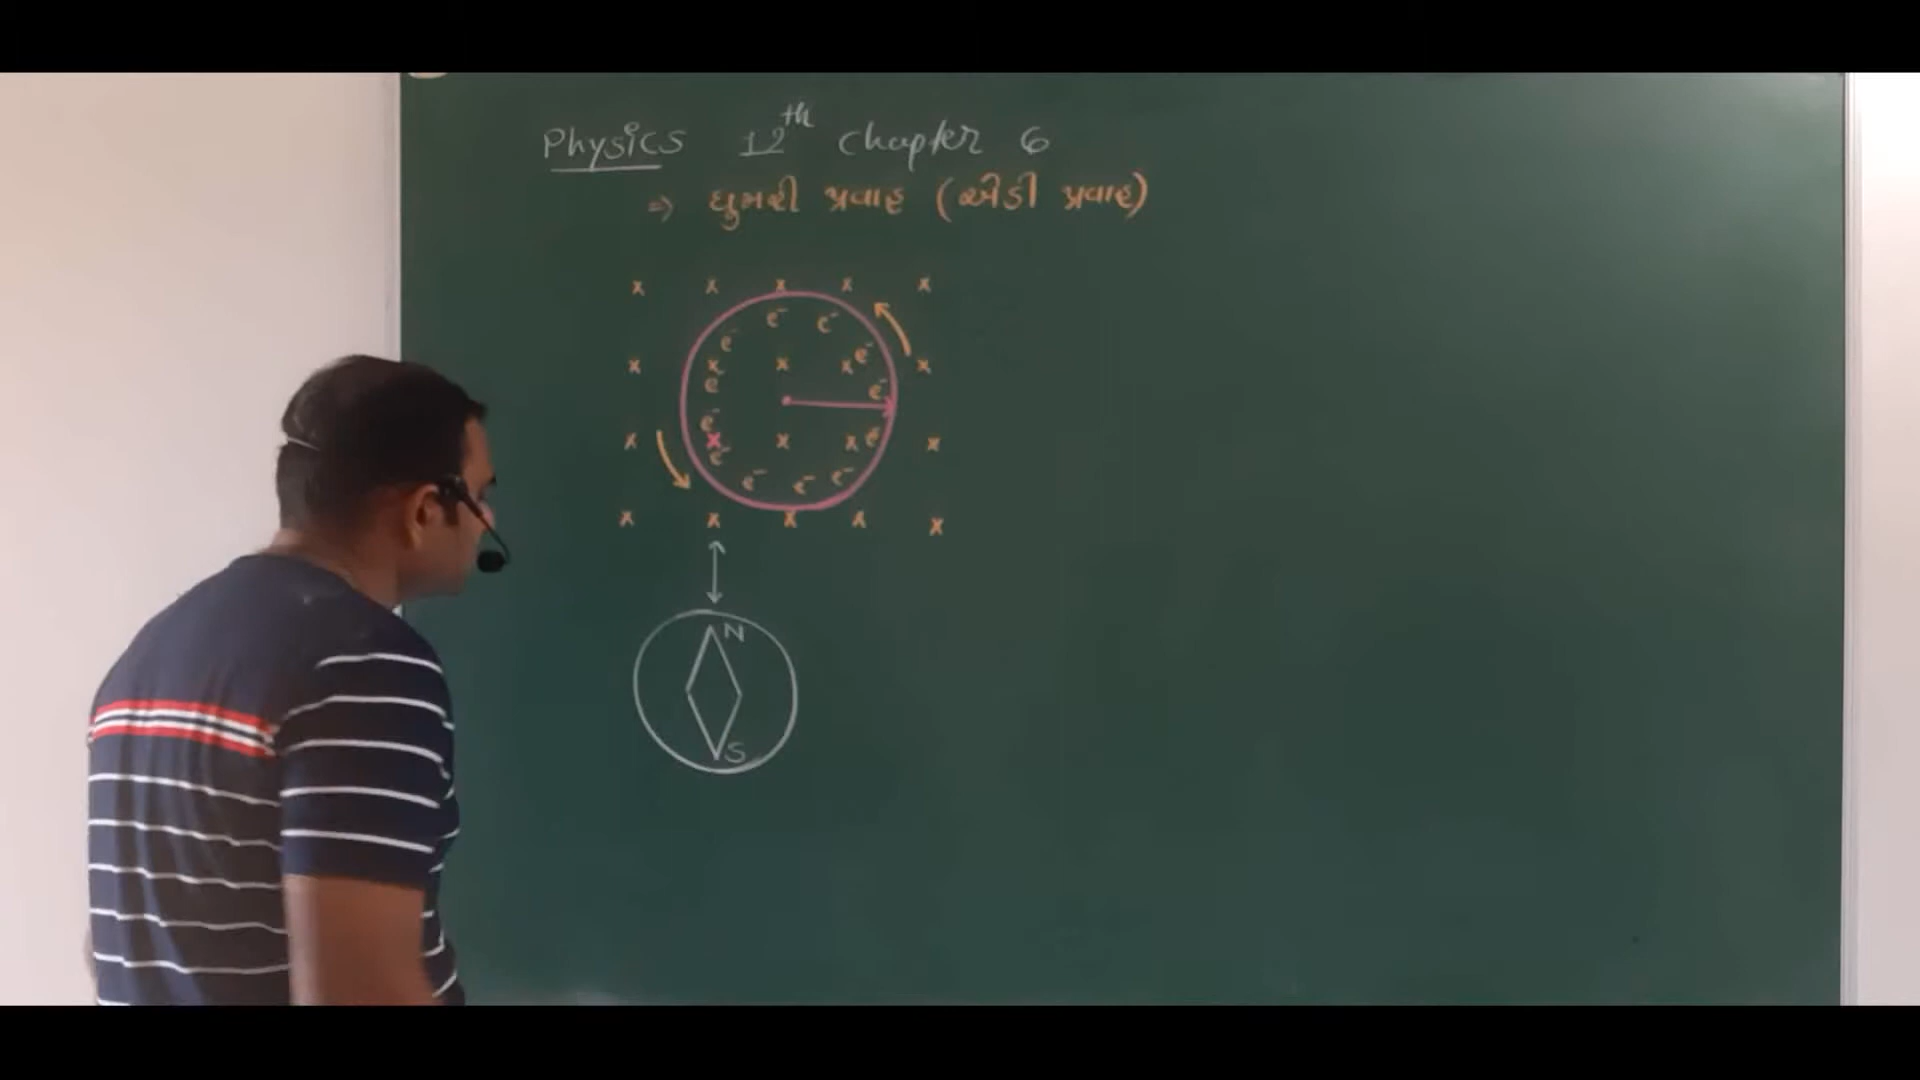 Physics 12th chapter 6
⇒ ઘુમરી પ્રવાહ (એડી પ્રવાહ)
x x x x x
e⁻ e⁻
e⁻ e⁻
x x x x x
e e⁻
e⁻
x x x x e⁻ x
e⁻
e⁻ e⁻ e⁻
x x x x x
N
S